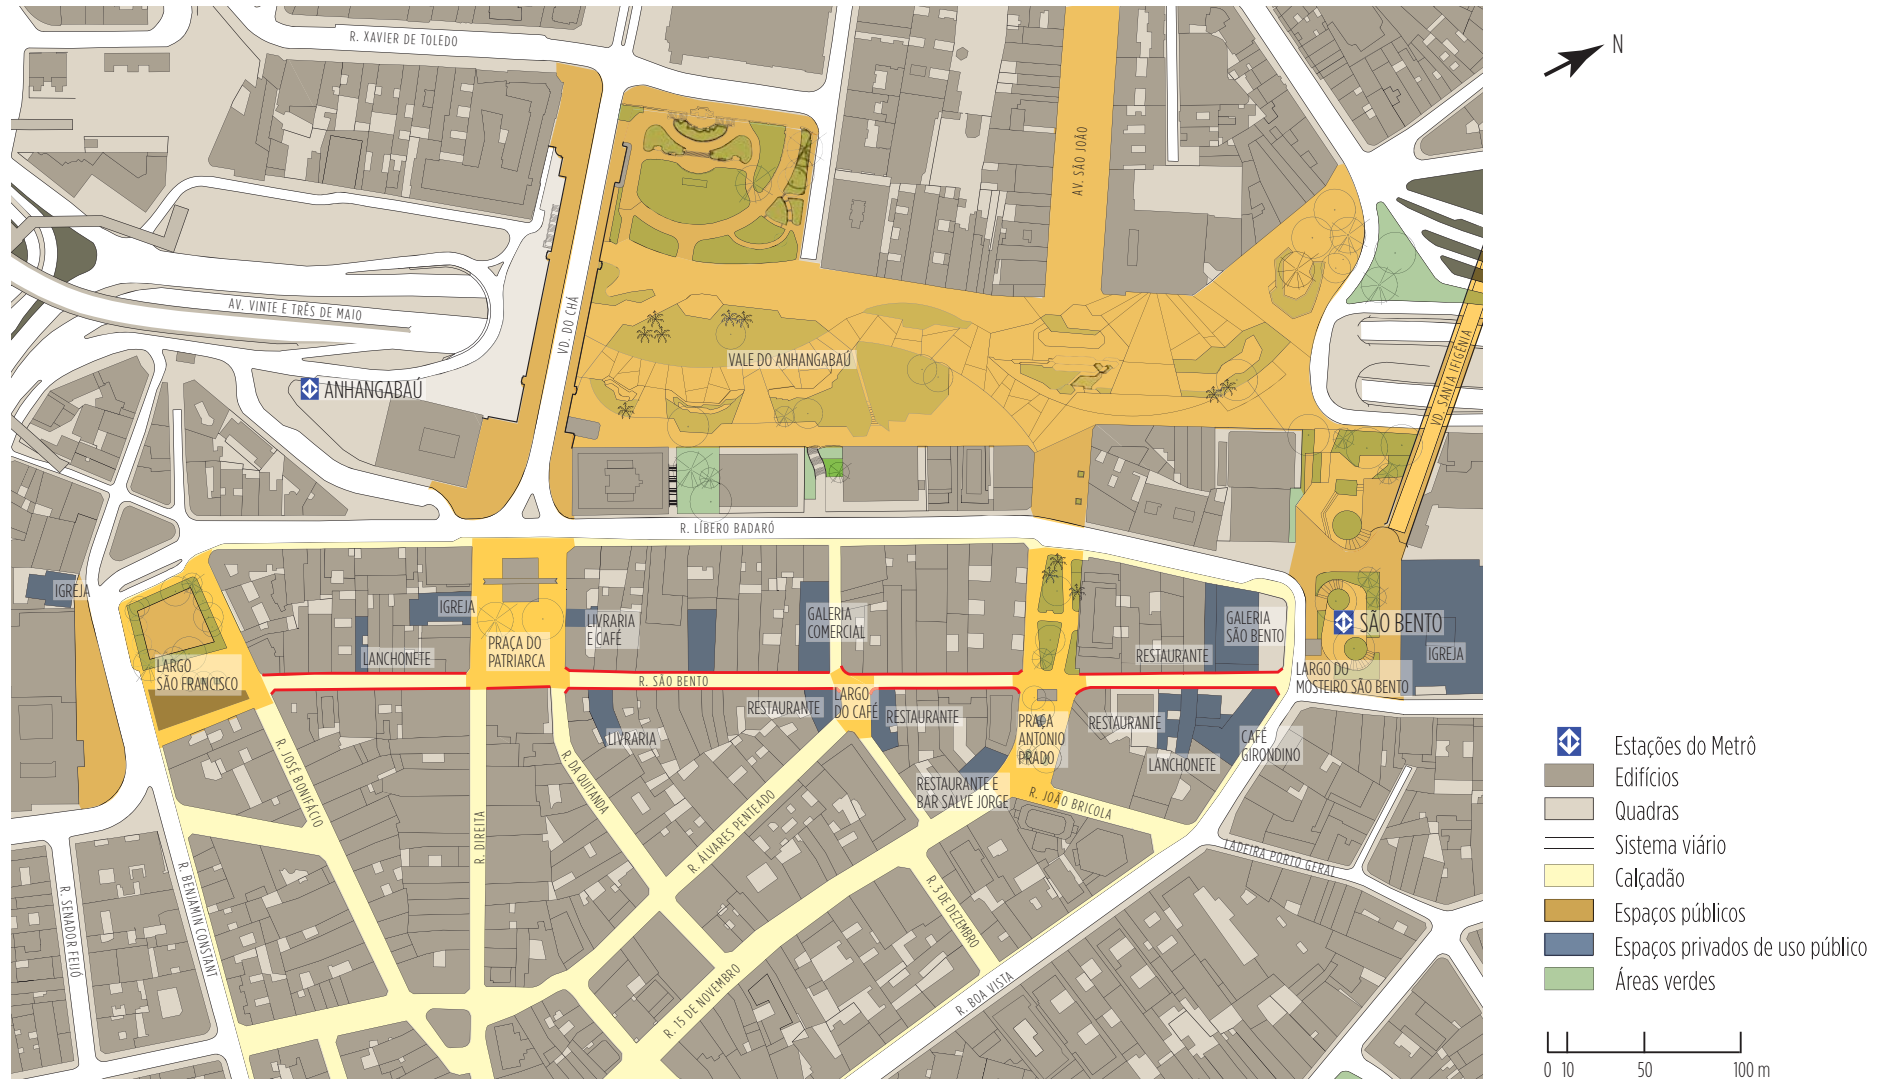 R. XAVIER DE TOLEDO
N
AV. SÃO JOÃO
AV. VINTE E TRÊS DE MAIO
VD. DO CHÁ
VALE DO ANHANGABAÚ
VD. SANTA IFIGÊNIA
ANHANGABAÚ
R. LÍBERO BADARÓ
IGREJA
IGREJA
LIVRARIA
E CAFÉ
GALERIA
COMERCIAL
GALERIA
SÃO BENTO
SÃO BENTO
IGREJA
PRAÇA DO
PATRIARCA
LANCHONETE
RESTAURANTE
LARGO
SÃO FRANCISCO
R. SÃO BENTO
LARGO DO
MOSTEIRO SÃO BENTO
RESTAURANTE
LARGO
DO CAFÉ
RESTAURANTE
PRAÇA
ANTONIO
PRADO
RESTAURANTE
LIVRARIA
CAFÉ
GIRONDINO
LANCHONETE
RESTAURANTE E
BAR SALVE JORGE
R. JOSÉ BONIFÁCIO
R. DIREITA
R. DA QUITANDA
R. ÁLVARES PENTEADO
R. JOÃO BRICOLA
LADEIRA PORTO GERAL
R. SENADOR FEIJÓ
R. BENJAMIN CONSTANT
R. 3 DE DEZEMBRO
R. 15 DE NOVEMBRO
R. BOA VISTA
Estações do Metrô
Edifícios
Quadras
Sistema viário
Calçadão
Espaços públicos
Espaços privados de uso público
Áreas verdes
0 10 50 100 m